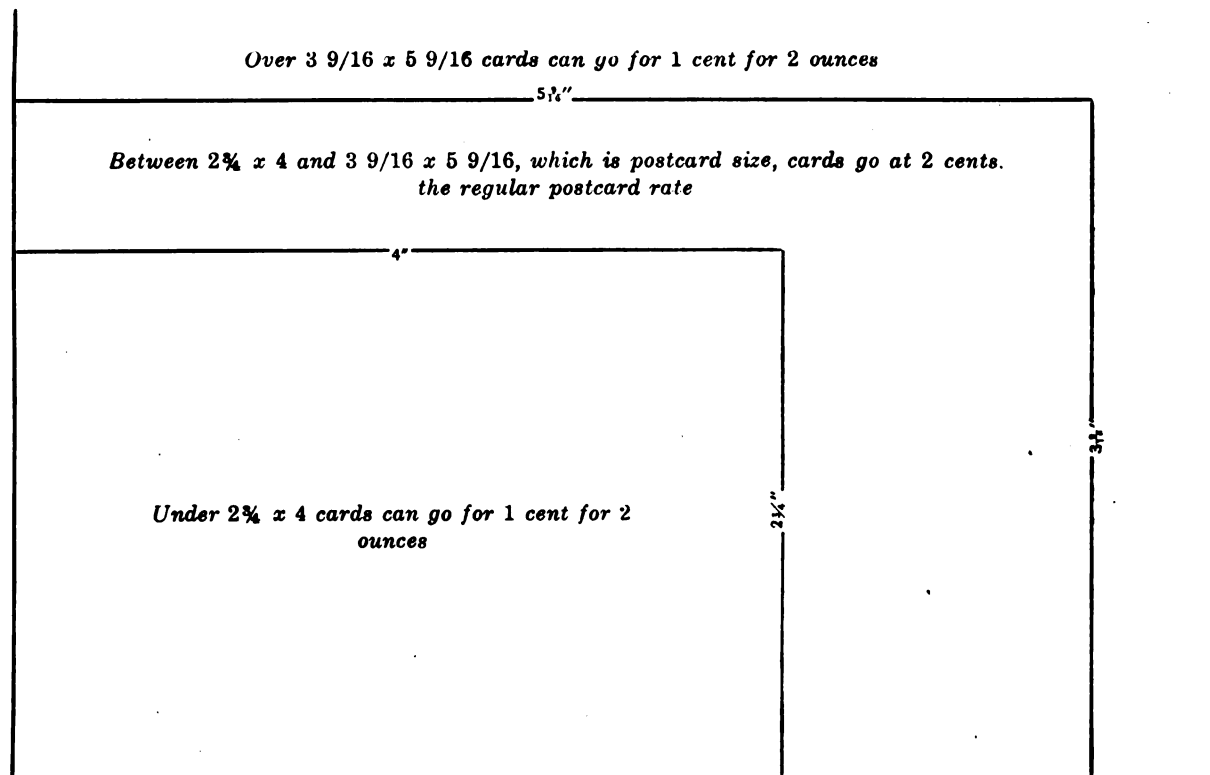 Over 3 9/16 x 5 9/16 cards can go for 1 cent for 2 ounces
5 9/16"
Between 2¾ x 4 and 3 9/16 x 5 9/16, which is postcard size, cards go at 2 cents.
the regular postcard rate
4"
3 9/16"
2¾"
Under 2¾ x 4 cards can go for 1 cent for 2
ounces